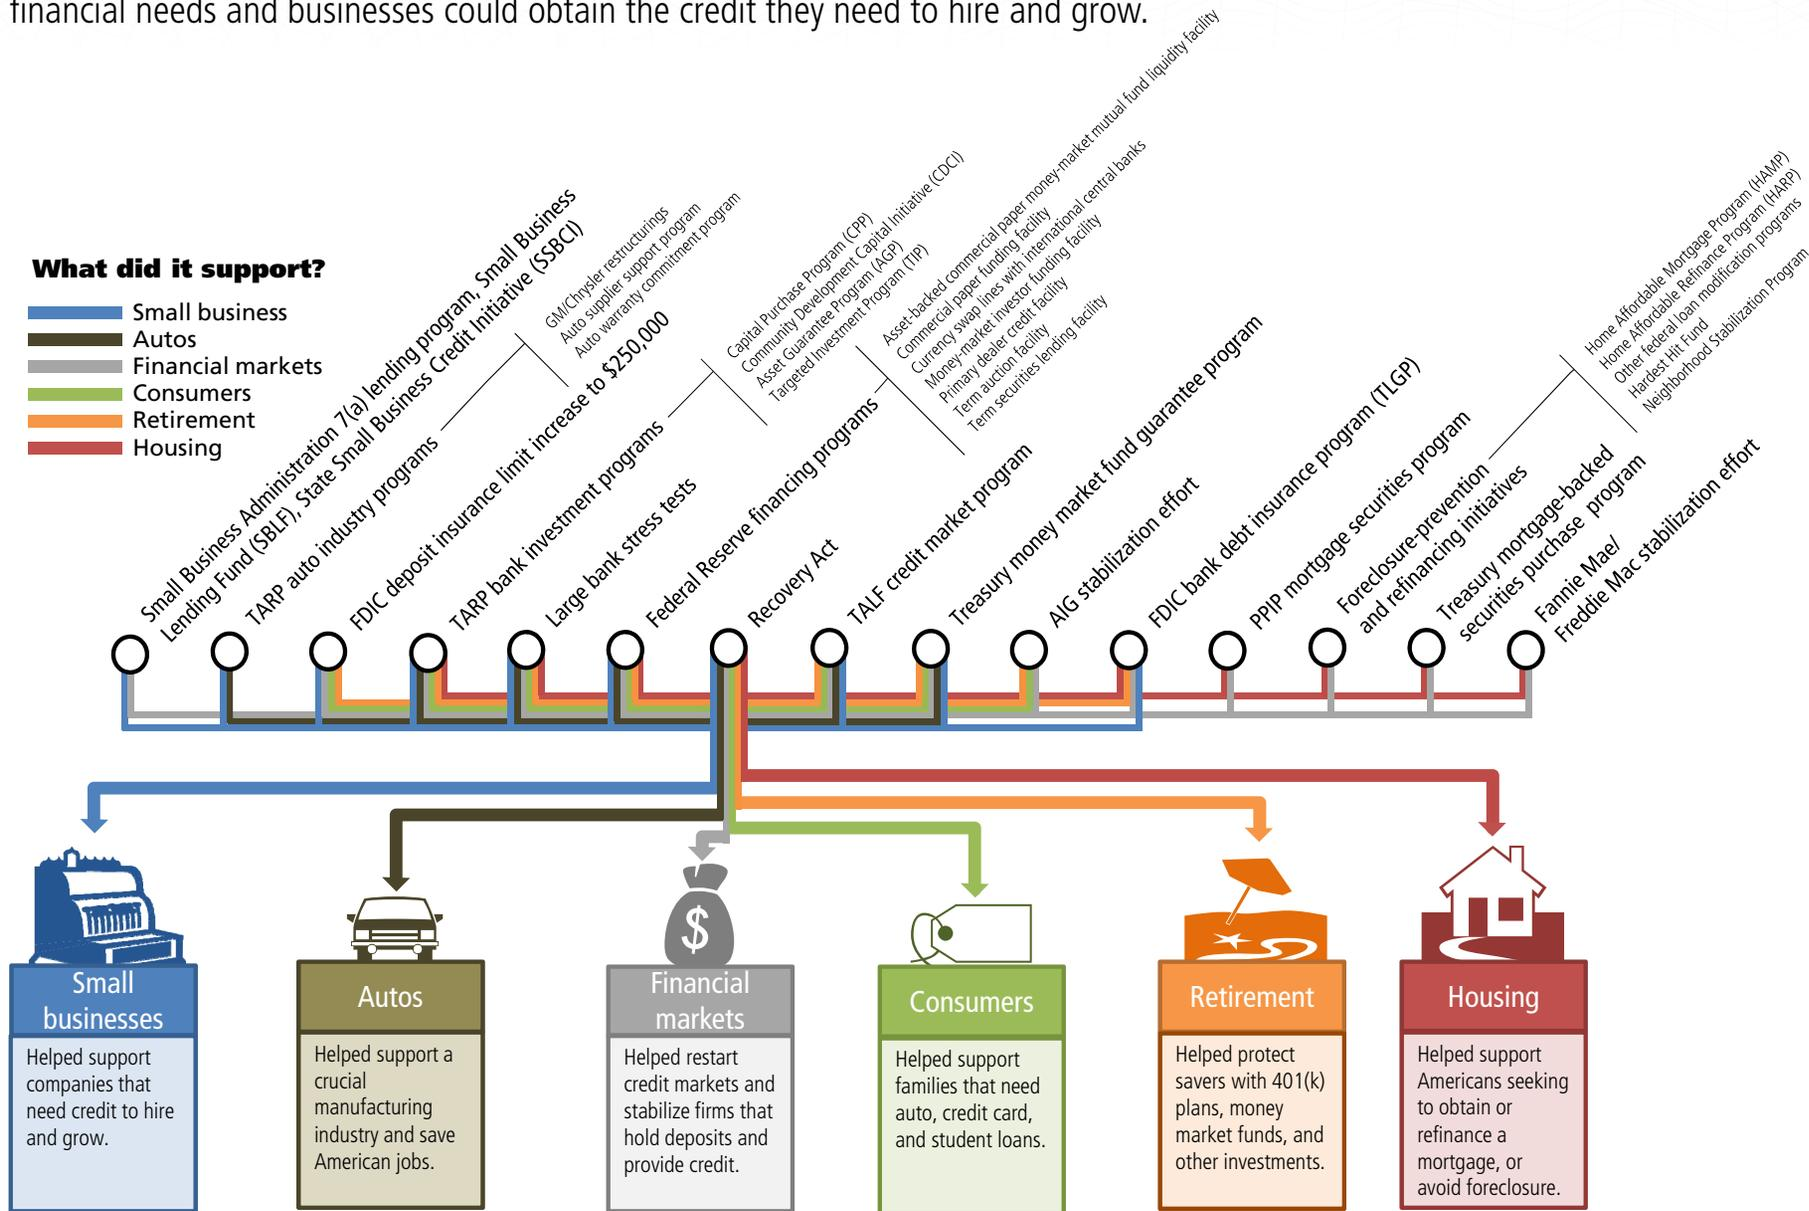 financial needs and businesses could obtain the credit they need to hire and grow.
What did it support?
Small business
Autos
Financial markets
Consumers
Retirement
Housing
Small Business Administration 7(a) lending program, Small Business
Lending Fund (SBLF), State Small Business Credit Initiative (SSBCI)
TARP auto industry programs
GM/Chrysler restructurings
Auto supplier support program
Auto warranty commitment program
FDIC deposit insurance limit increase to $250,000
TARP bank investment programs
Capital Purchase Program (CPP)
Community Development Capital Initiative (CDCI)
Asset Guarantee Program (AGP)
Targeted Investment Program (TIP)
Large bank stress tests
Federal Reserve financing programs
Asset-backed commercial paper money-market mutual fund liquidity facility
Commercial paper funding facility
Currency swap lines with international central banks
Money-market investor funding facility
Primary dealer credit facility
Term auction facility
Term securities lending facility
Recovery Act
TALF credit market program
Treasury money market fund guarantee program
AIG stabilization effort
FDIC bank debt insurance program (TLGP)
PPIP mortgage securities program
Foreclosure-prevention
and refinancing initiatives
Home Affordable Mortgage Program (HAMP)
Home Affordable Refinance Program (HARP)
Other federal loan modification programs
Hardest Hit Fund
Neighborhood Stabilization Program
Treasury mortgage-backed
securities purchase program
Fannie Mae/
Freddie Mac stabilization effort
$
Small
businesses
Helped support
companies that
need credit to hire
and grow.
Autos
Helped support a
crucial
manufacturing
industry and save
American jobs.
Financial
markets
Helped restart
credit markets and
stabilize firms that
hold deposits and
provide credit.
Consumers
Helped support
families that need
auto, credit card,
and student loans.
Retirement
Helped protect
savers with 401(k)
plans, money
market funds, and
other investments.
Housing
Helped support
Americans seeking
to obtain or
refinance a
mortgage, or
avoid foreclosure.